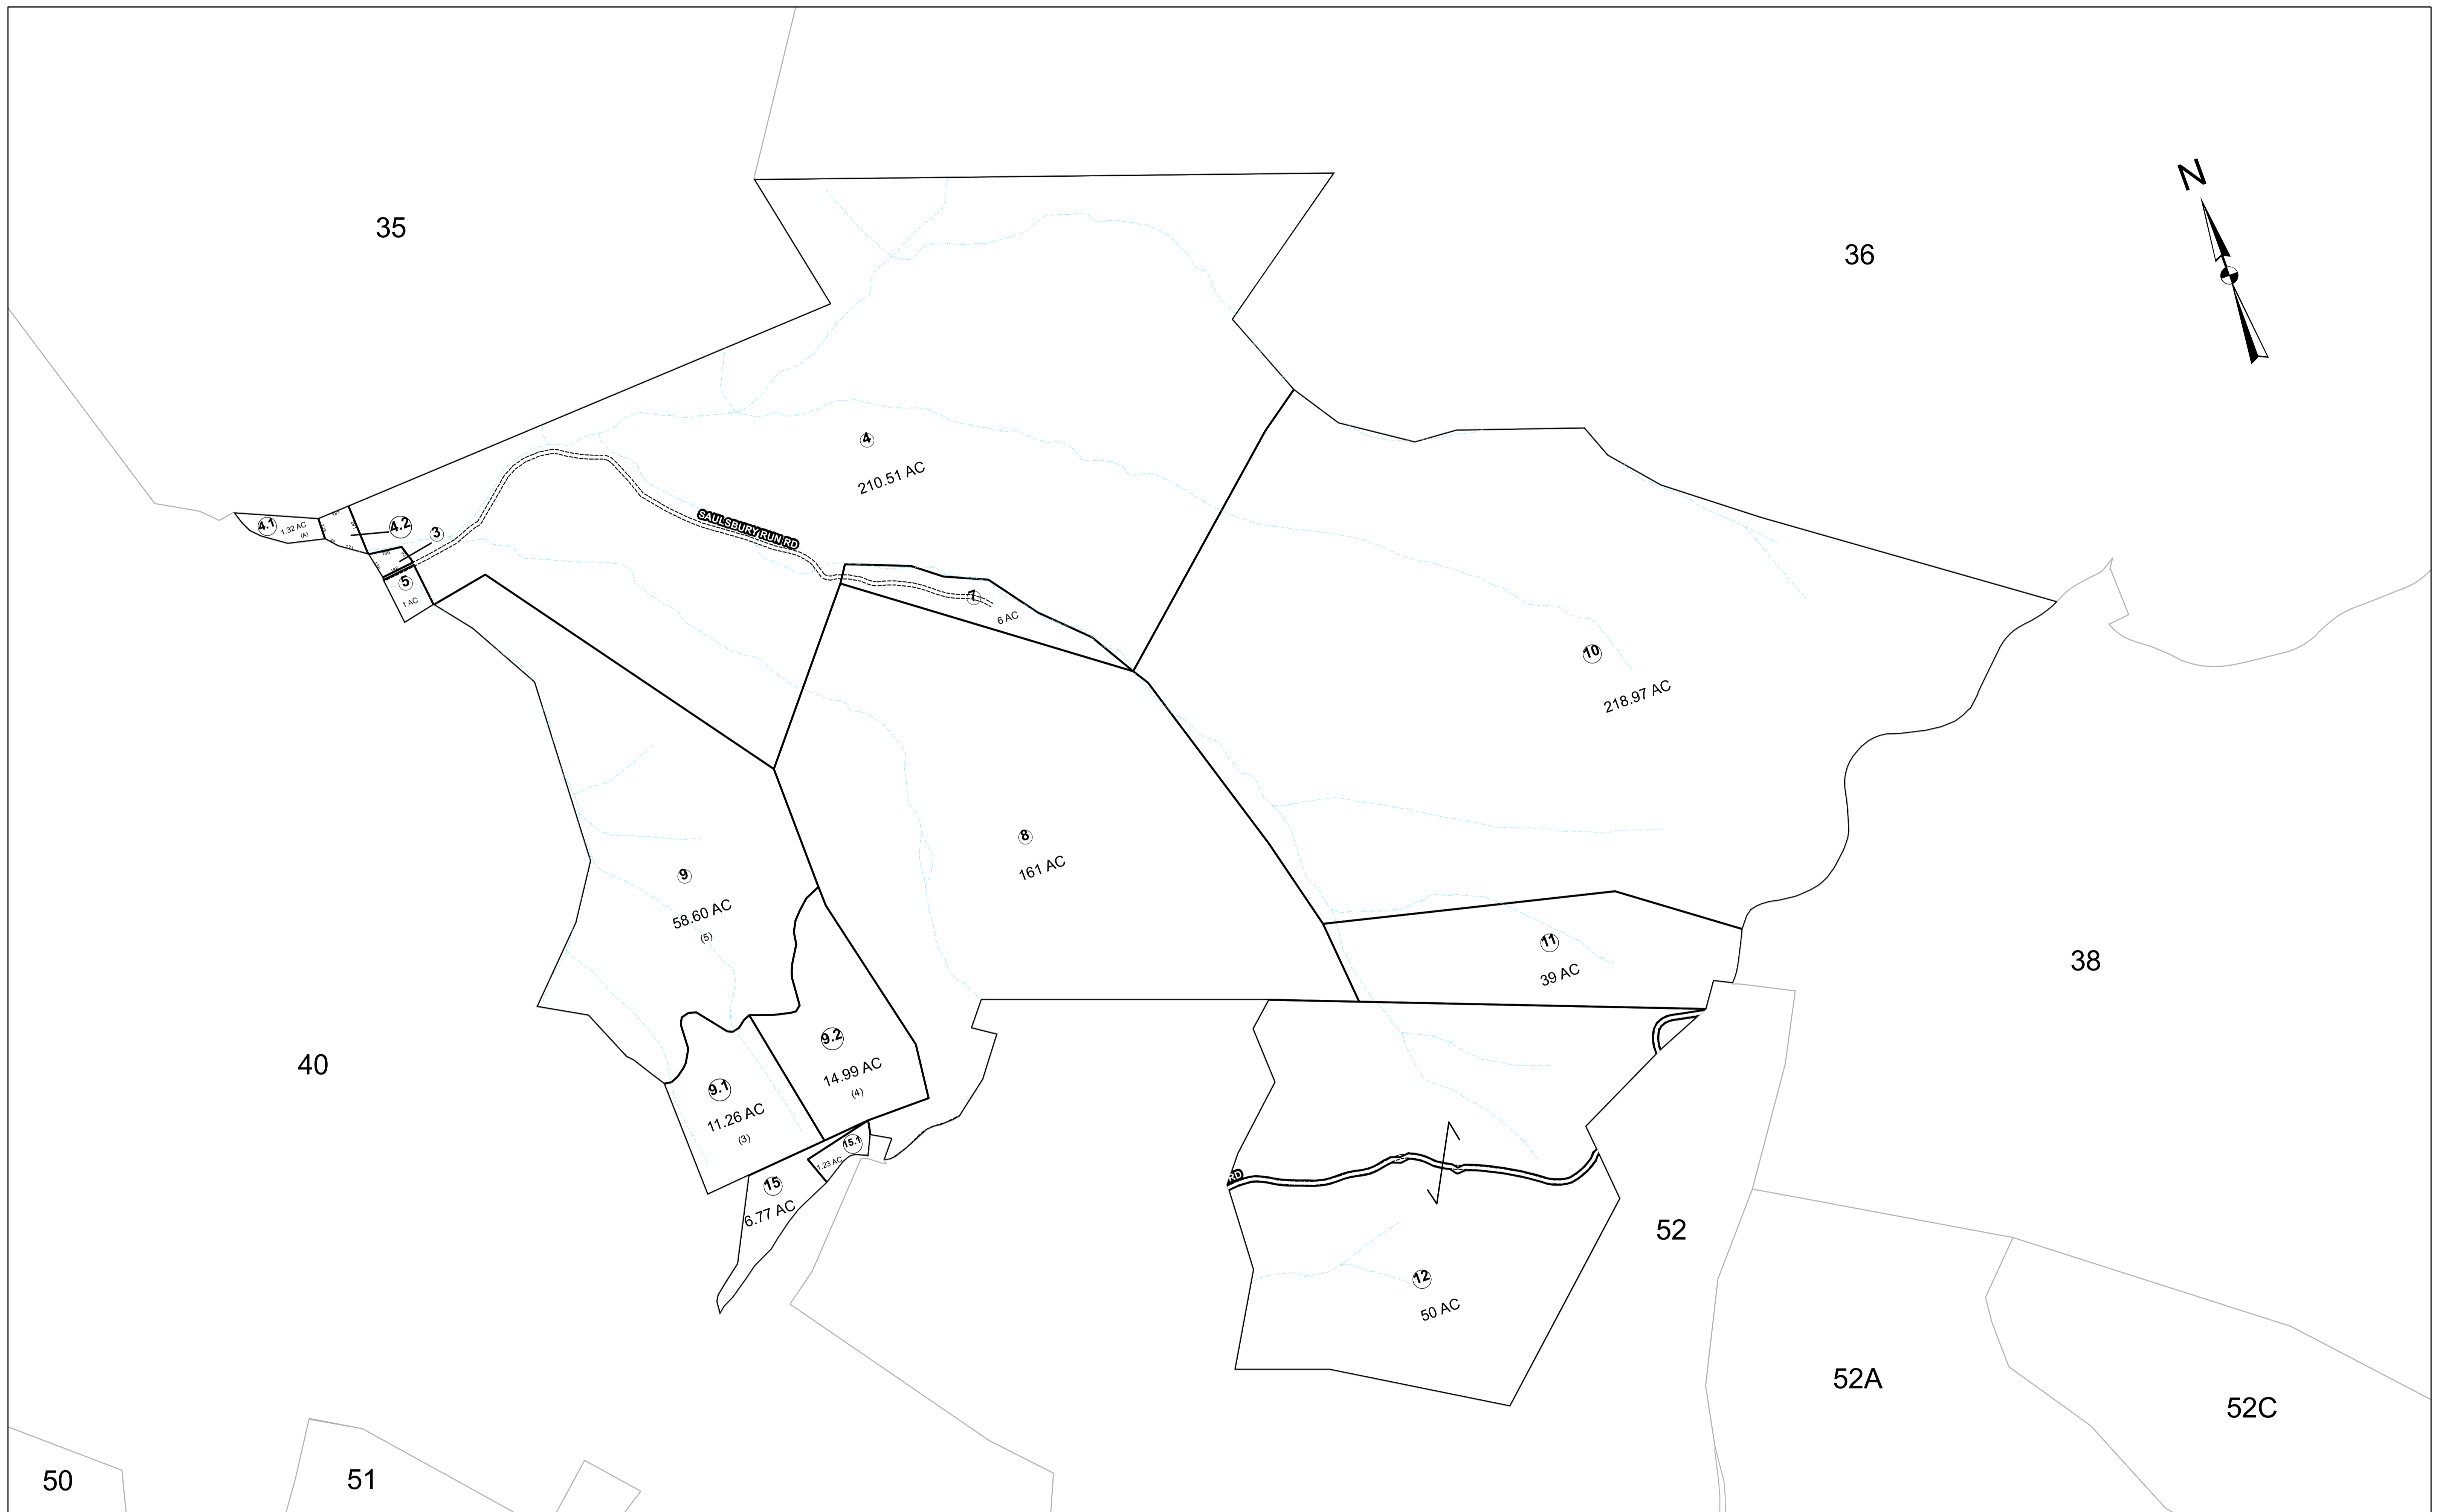 N
35
36
4
210.51 AC
4.1
1.32 AC
(A)
4.2
3
SAULSBURY RUN RD
5
1 AC
7
6 AC
10
218.97 AC
8
161 AC
9
58.60 AC
(5)
11
39 AC
38
9.2
14.99 AC
(4)
40
9.1
11.26 AC
(3)
15.1
1.23 AC
15
6.77 AC
RD
52
12
50 AC
52A
52C
50
51